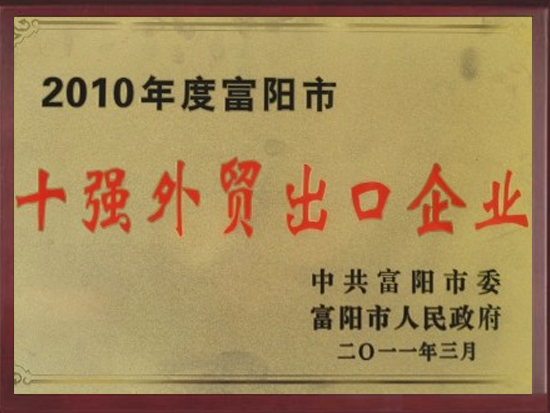 2010年度富阳市
十强外贸出口企业
中共富阳市委
富阳市人民政府
二〇一一年三月